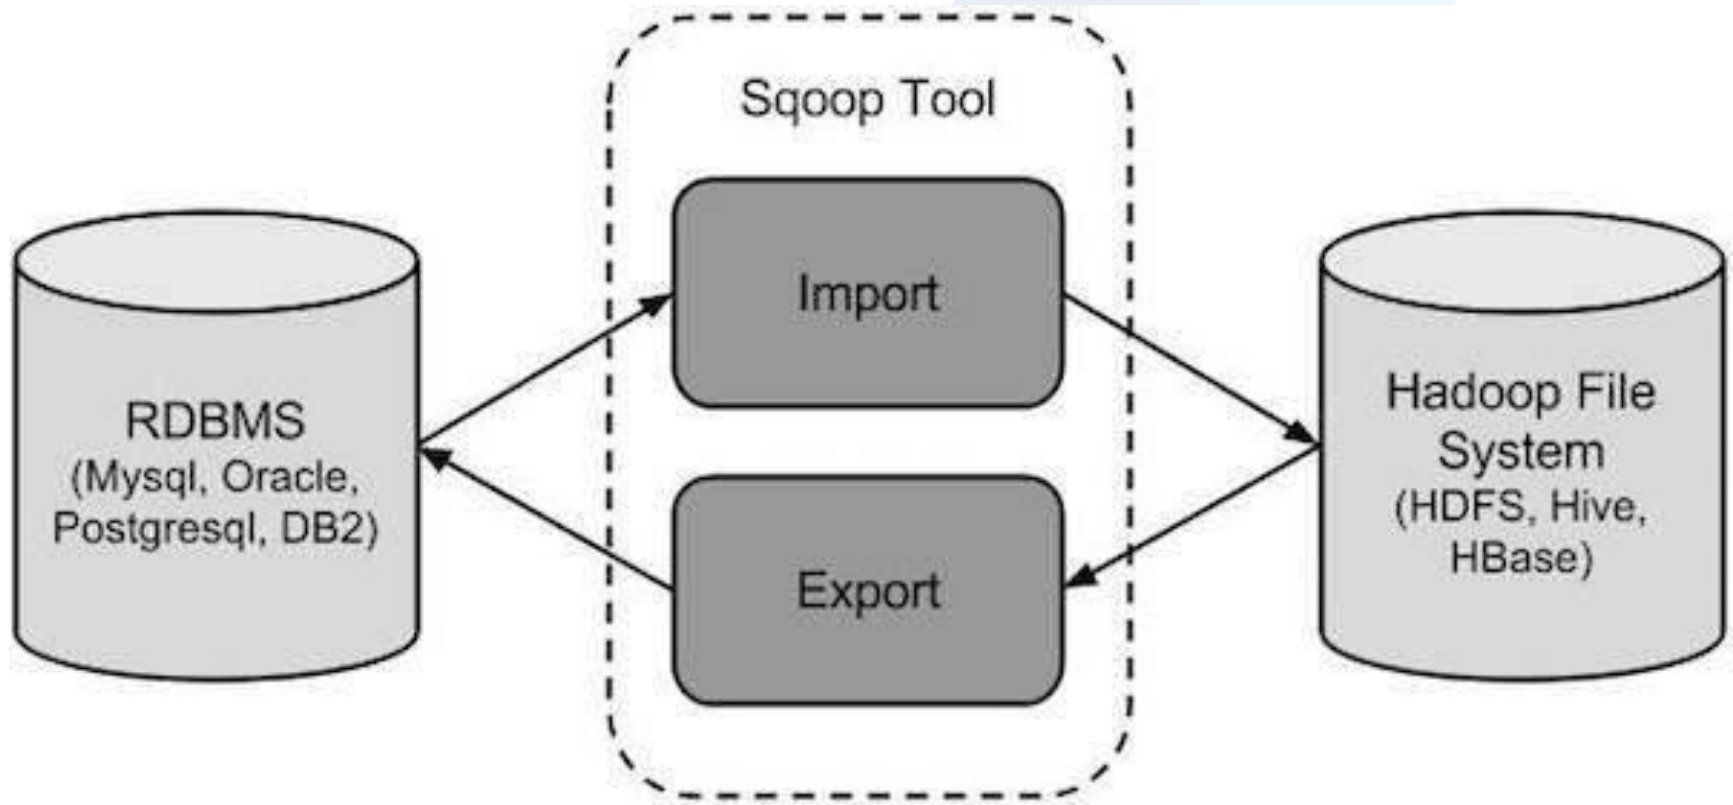 Sqoop Tool
Import
RDBMS
(Mysql, Oracle,
Postgresql, DB2)
Hadoop File
System
(HDFS, Hive,
HBase)
Export